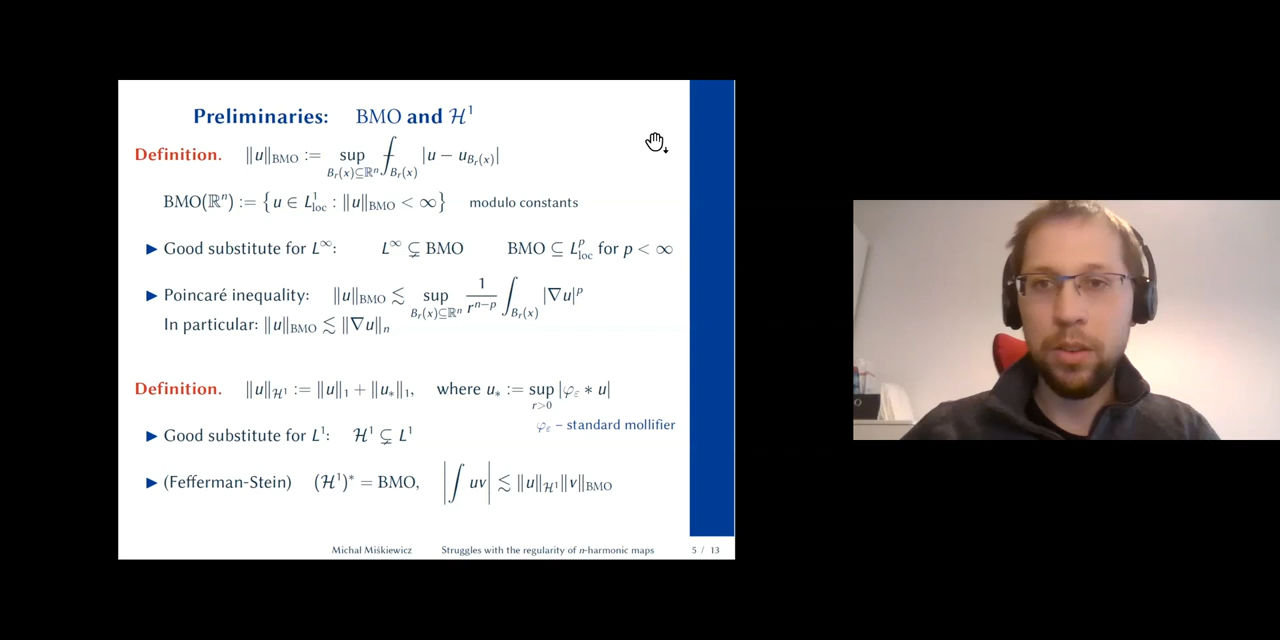 Preliminaries: BMO and ℋ¹
Definition. ‖u‖_BMO := sup_{B_r(x)⊆ℝⁿ} ⨍_{B_r(x)} |u − u_{B_r(x)}|
BMO(ℝⁿ) := {u ∈ L¹_loc : ‖u‖_BMO < ∞} modulo constants
▶ Good substitute for L^∞: L^∞ ⊊ BMO BMO ⊆ L^p_loc for p < ∞
▶ Poincaré inequality: ‖u‖_BMO ≲ sup_{B_r(x)⊆ℝⁿ} 1/r^{n−p} ∫_{B_r(x)} |∇u|^p
In particular: ‖u‖_BMO ≲ ‖∇u‖_n
Definition. ‖u‖_{ℋ¹} := ‖u‖₁ + ‖u_*‖₁, where u_* := sup_{r>0} |φ_ε * u|
φ_ε – standard mollifier
▶ Good substitute for L¹: ℋ¹ ⊊ L¹
▶ (Fefferman-Stein) (ℋ¹)* = BMO, |∫ uv| ≲ ‖u‖_{ℋ¹}‖v‖_BMO
Michał Miśkiewicz Struggles with the regularity of n-harmonic maps 5 / 13